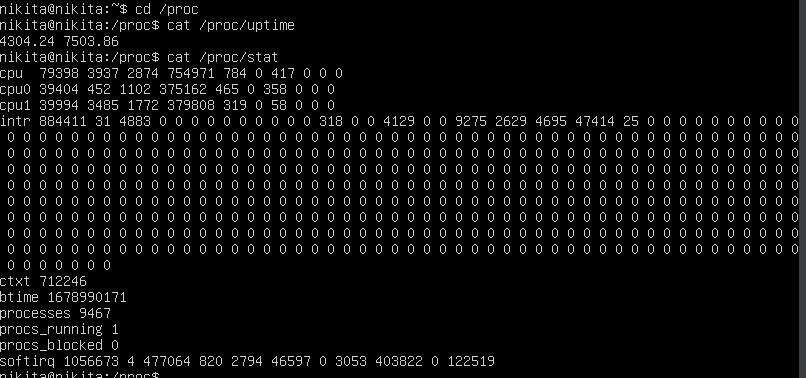 nikita@nikita:~$ cd /proc
nikita@nikita:/proc$ cat /proc/uptime
4304.24 7503.86
nikita@nikita:/proc$ cat /proc/stat
cpu  79398 3937 2874 754971 784 0 417 0 0 0
cpu0 39404 452 1102 375162 465 0 358 0 0 0
cpu1 39994 3485 1772 379808 319 0 58 0 0 0
intr 884411 31 4883 0 0 0 0 0 0 0 0 0 0 318 0 0 4129 0 0 9275 2629 4695 47414 25 0 0 0 0 0 0 0 0 0 0
 0 0 0 0 0 0 0 0 0 0 0 0 0 0 0 0 0 0 0 0 0 0 0 0 0 0 0 0 0 0 0 0 0 0 0 0 0 0 0 0 0 0 0 0 0 0 0 0 0 0
 0 0 0 0 0 0 0 0 0 0 0 0 0 0 0 0 0 0 0 0 0 0 0 0 0 0 0 0 0 0 0 0 0 0 0 0 0 0 0 0 0 0 0 0 0 0 0 0 0 0
 0 0 0 0 0 0 0 0 0 0 0 0 0 0 0 0 0 0 0 0 0 0 0 0 0 0 0 0 0 0 0 0 0 0 0 0 0 0 0 0 0 0 0 0 0 0 0 0 0 0
 0 0 0 0 0 0 0 0 0 0 0 0 0 0 0 0 0 0 0 0 0 0 0 0 0 0 0 0 0 0 0 0 0 0 0 0 0 0 0 0 0 0 0 0 0 0 0 0 0 0
 0 0 0 0 0 0 0 0 0 0 0 0 0 0 0 0 0 0 0 0 0 0 0 0 0 0 0 0 0 0 0 0 0 0 0 0 0 0 0 0 0 0 0 0 0 0 0 0 0 0
 0 0 0 0 0 0 0 0 0 0 0 0 0 0 0 0 0 0 0 0 0 0 0 0 0 0 0 0 0 0 0 0 0 0 0 0 0 0 0 0 0 0 0 0 0 0 0 0 0 0
 0 0 0 0 0 0 0 0 0 0 0 0 0 0 0 0 0 0 0 0 0 0 0 0 0 0 0 0 0 0 0 0 0 0 0 0 0 0 0 0 0 0 0 0 0 0 0 0 0 0
 0 0 0 0 0 0 0 0 0 0 0 0 0 0 0 0 0 0 0 0 0 0 0 0 0 0 0 0 0 0 0 0 0 0 0 0 0 0 0 0 0 0 0 0 0 0 0 0 0 0
 0 0 0 0 0 0 0
ctxt 712246
btime 1678990171
processes 9467
procs_running 1
procs_blocked 0
softirq 1056673 4 477064 820 2794 46597 0 3053 403822 0 122519
nikita@nikita:/proc$